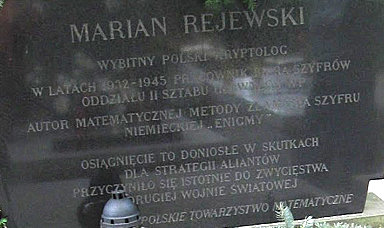 MARIAN REJEWSKI
WYBITNY POLSKI KRYPTOLOG
W LATACH 1932-1945 PRACOWNIK BIURA SZYFRÓW
ODDZIAŁU II SZTABU
AUTOR MATEMATYCZNEJ METODY ZŁAMANIA SZYFRU
NIEMIECKIEJ „ENIGMY"
OSIĄGNIĘCIE TO DONIOSŁE W SKUTKACH
DLA STRATEGII ALIANTÓW
PRZYCZYNIŁO SIĘ ISTOTNIE DO ZWYCIĘSTWA
DRUGIEJ WOJNIE ŚWIATOWEJ
POLSKIE TOWARZYSTWO MATEMATYCZNE